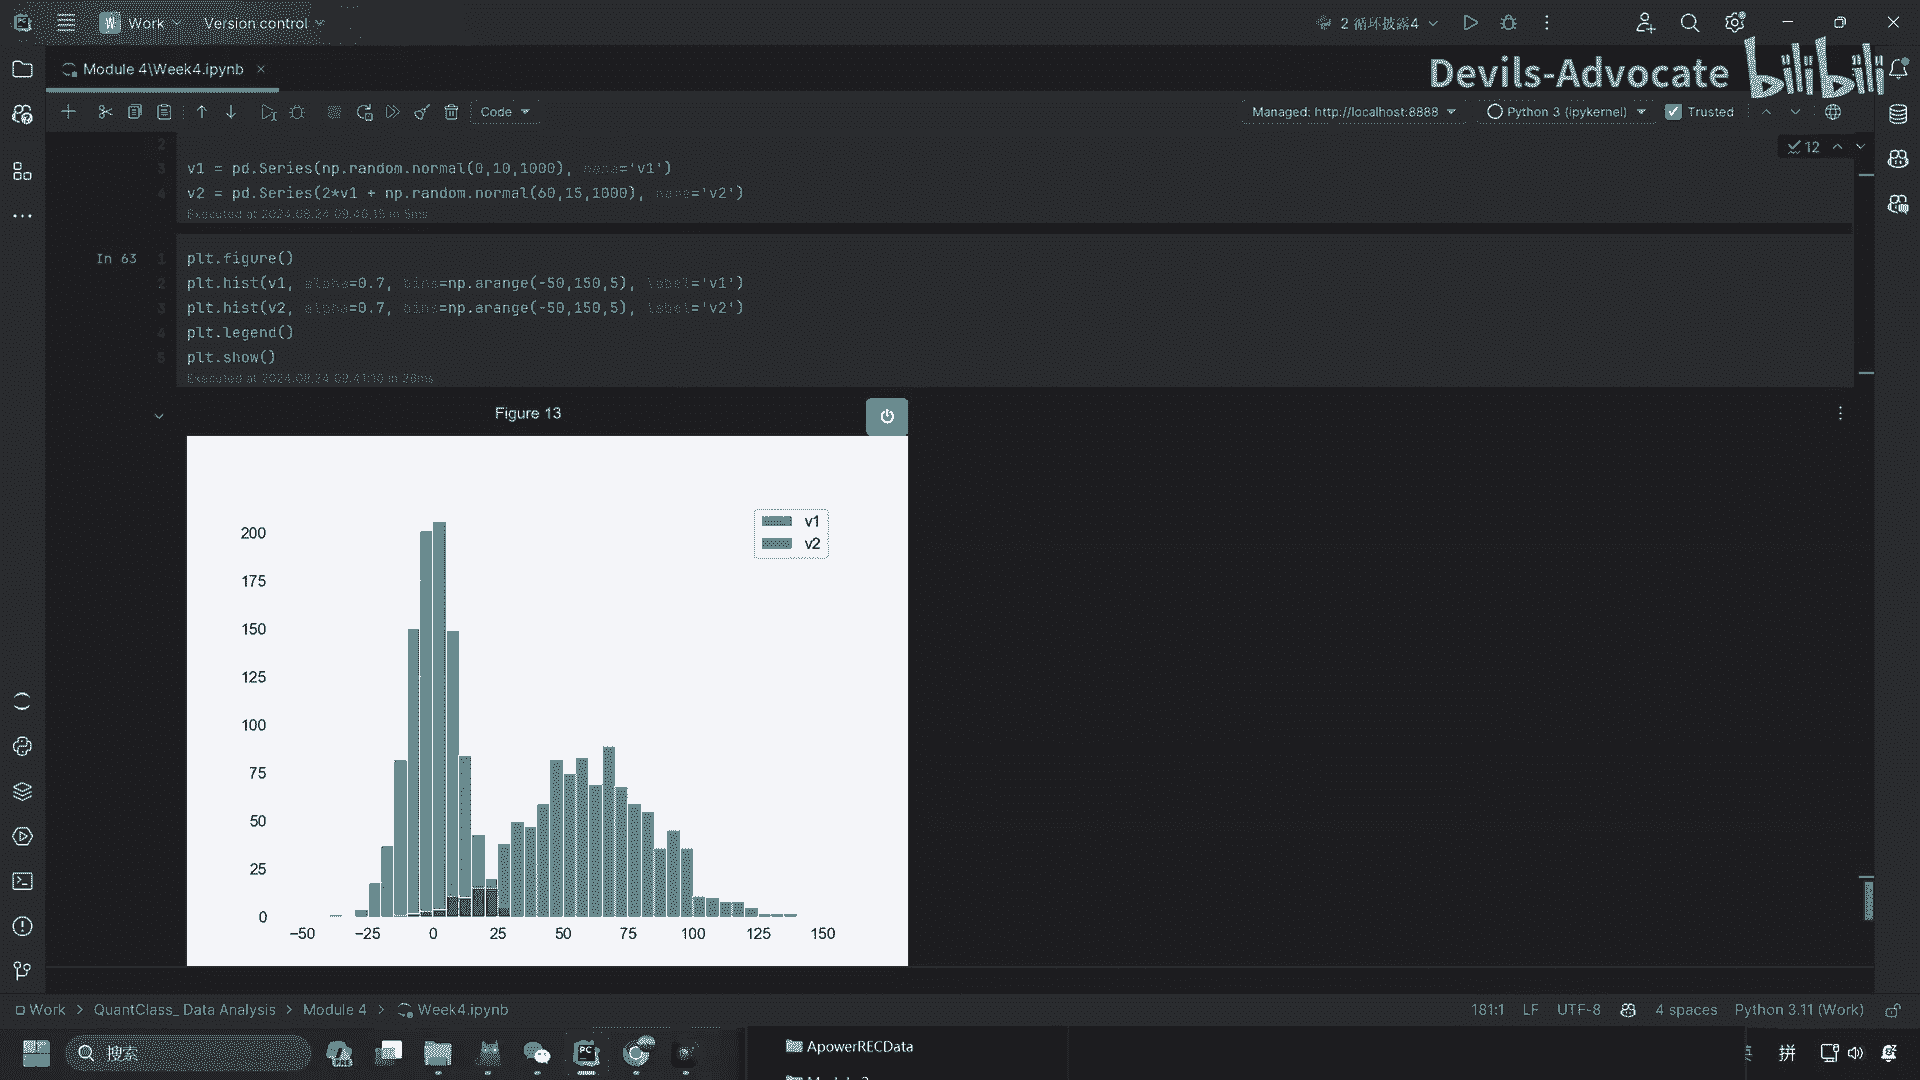 Work
Version control
2 循环披露4
Module 4\Week4.ipynb
Devils-Advocate
bilibili
Code
Managed: http://localhost:8888
Python 3 (ipykernel)
Trusted
12
2
3 v1 = pd.Series(np.random.normal(0,10,1000), name='v1')
4 v2 = pd.Series(2*v1 + np.random.normal(60,15,1000), name='v2')
Executed at 2024.08.24 09:40:15 in 5ms
In 63
1 plt.figure()
2 plt.hist(v1, alpha=0.7, bins=np.arange(-50,150,5), label='v1')
3 plt.hist(v2, alpha=0.7, bins=np.arange(-50,150,5), label='v2')
4 plt.legend()
5 plt.show()
Executed at 2024.08.24 09:41:10 in 28ms
Figure 13
v1
v2
200
175
150
125
100
75
50
25
0
−50 −25 0 25 50 75 100 125 150
Work > QuantClass_ Data Analysis > Module 4 > Week4.ipynb
181:1 LF UTF-8 4 spaces Python 3.11 (Work)
搜索
ApowerRECData
拼